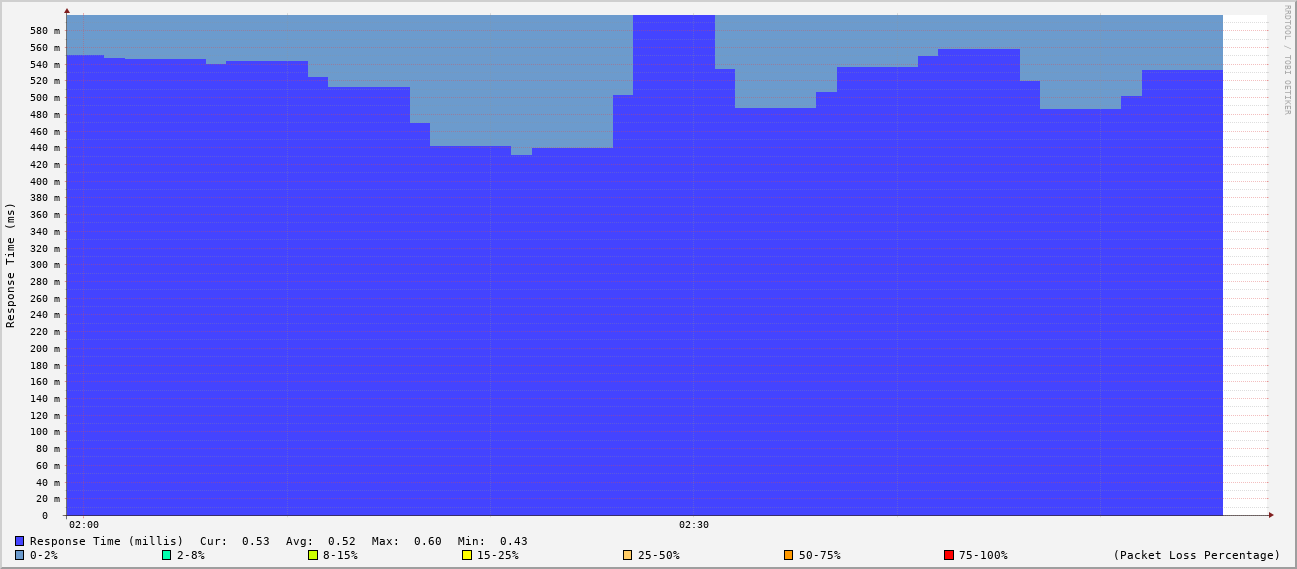 RRDTOOL / TOBI OETIKER
Response Time (ms)
580 m
560 m
540 m
520 m
500 m
480 m
460 m
440 m
420 m
400 m
380 m
360 m
340 m
320 m
300 m
280 m
260 m
240 m
220 m
200 m
180 m
160 m
140 m
120 m
100 m
80 m
60 m
40 m
20 m
0
02:00 02:30
Response Time (millis) Cur: 0.53 Avg: 0.52 Max: 0.60 Min: 0.43
0-2% 2-8% 8-15% 15-25% 25-50% 50-75% 75-100% (Packet Loss Percentage)